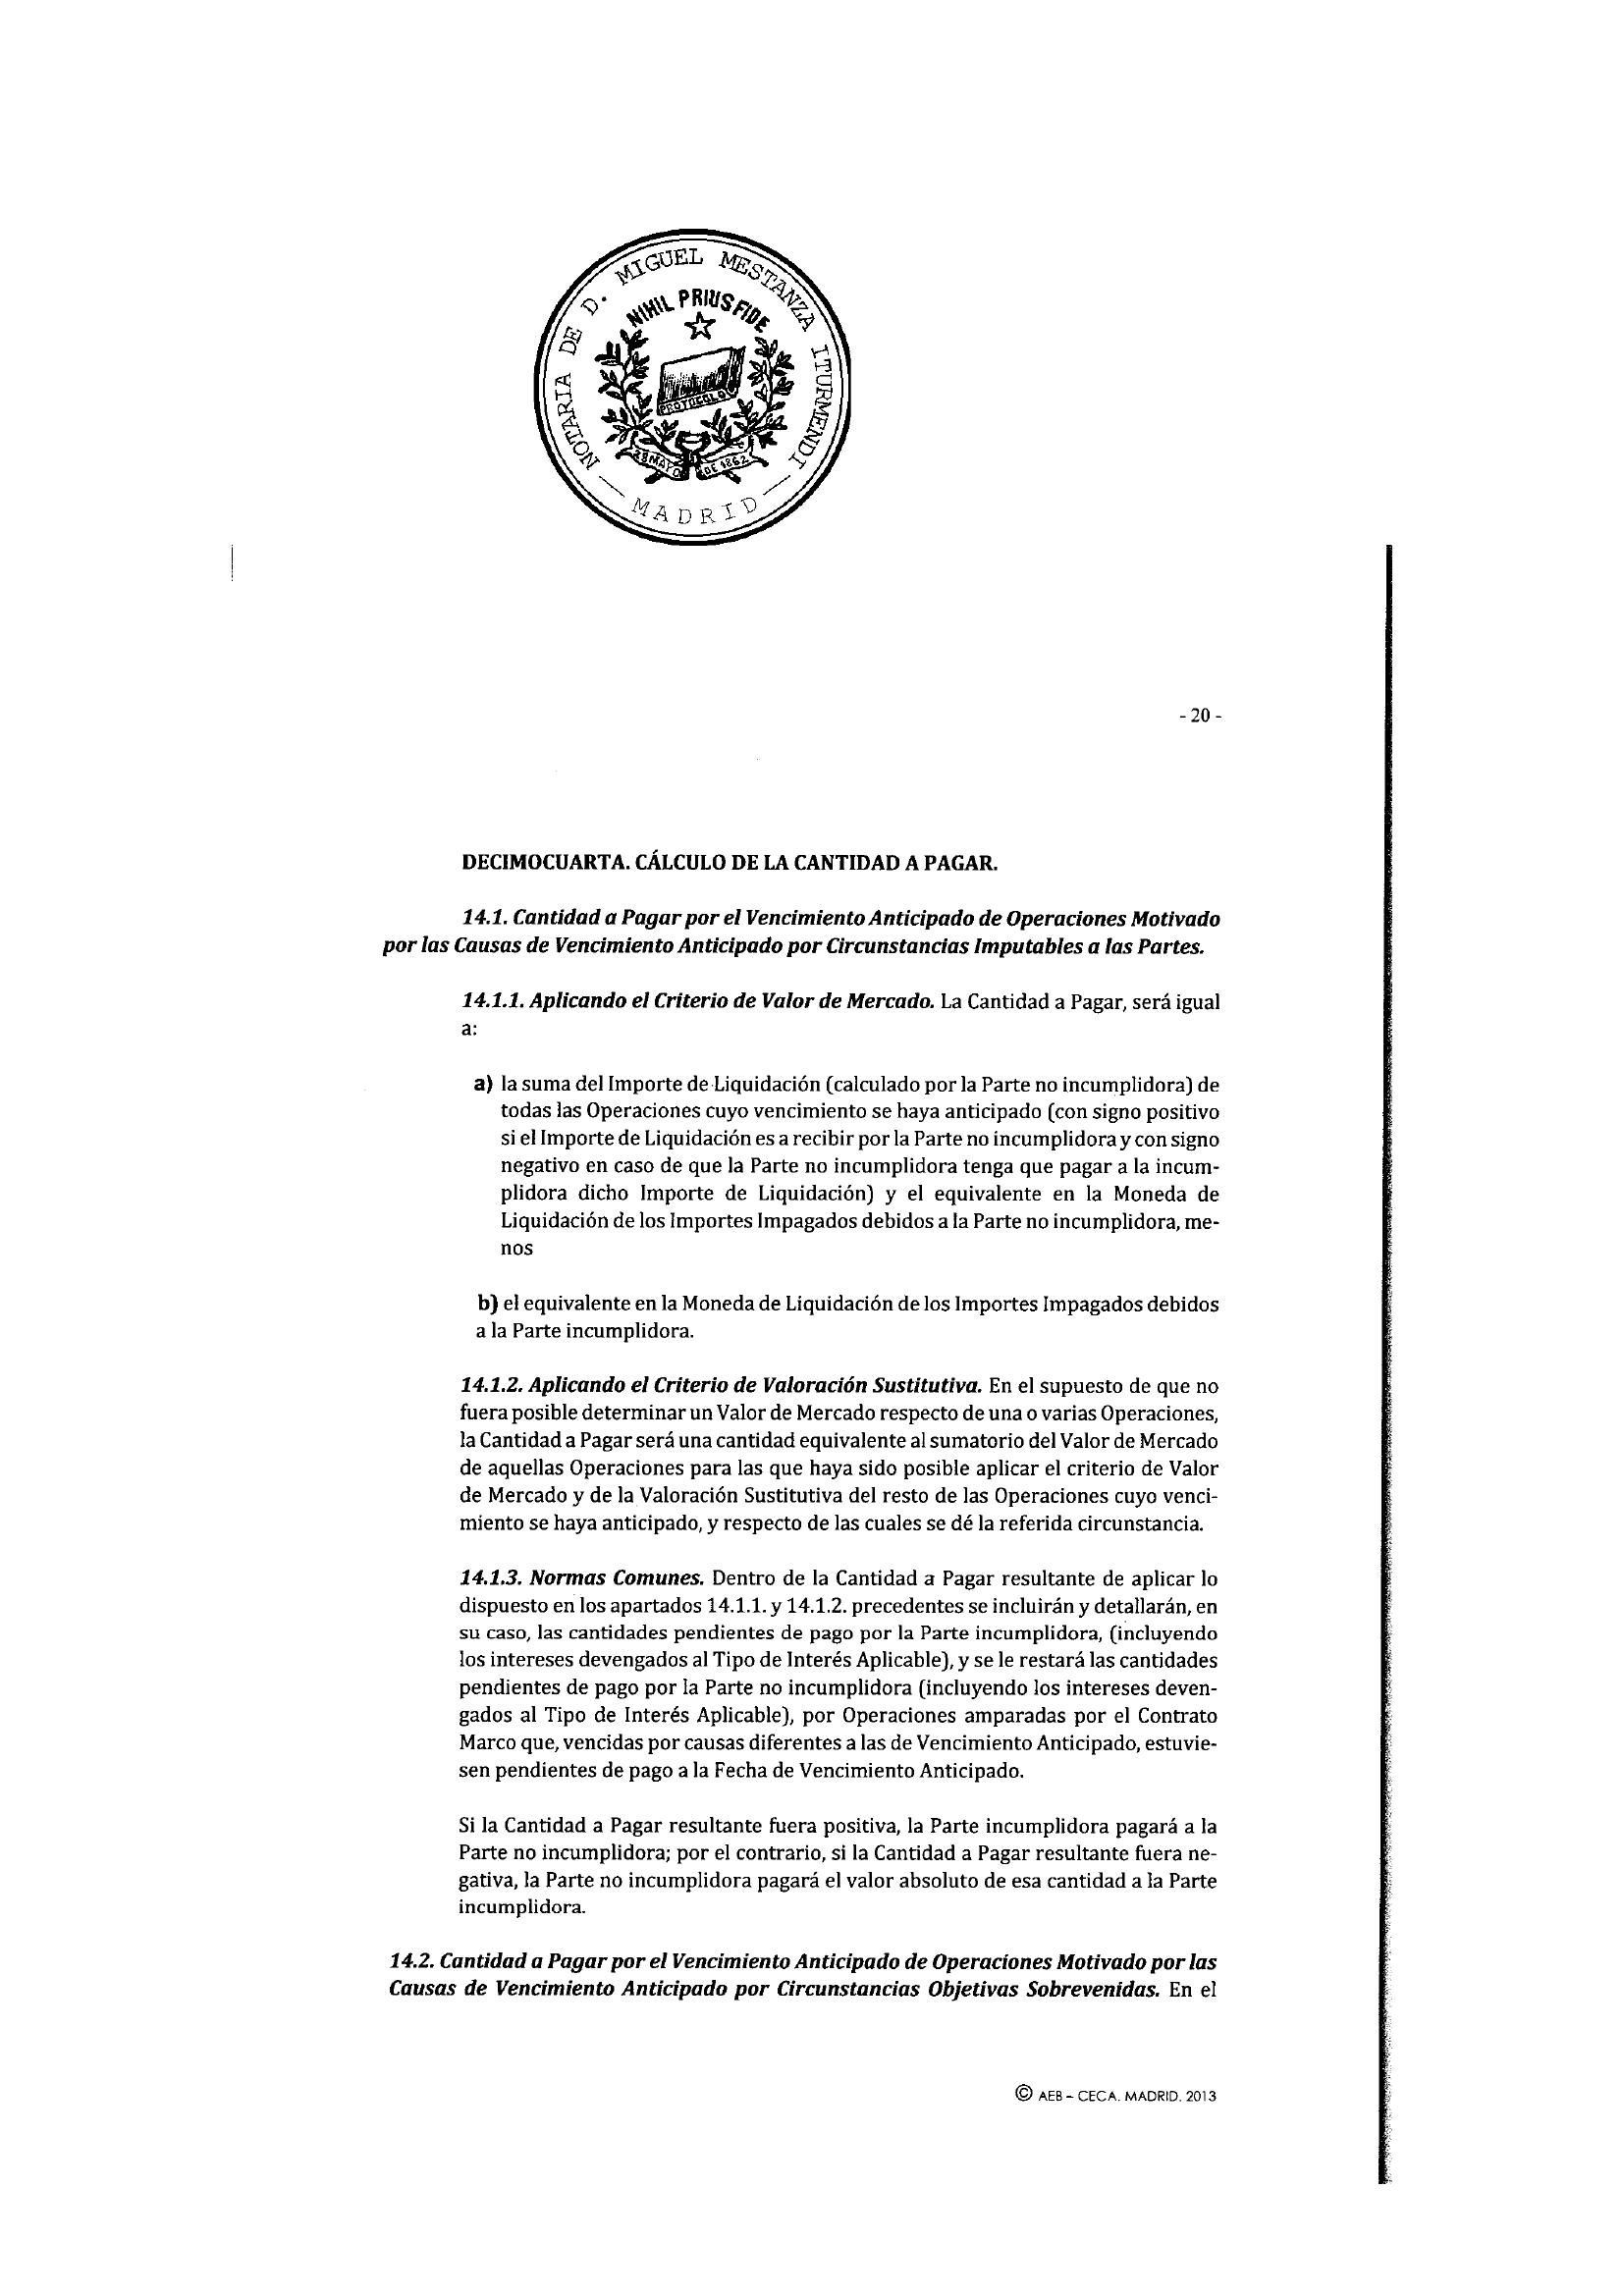 NOTARIA DE D. MIGUEL MESTANZA ITURMENDI
NIHIL PRIUS FIDE
PROTOCOLO
28 MAYO DE 1862
— MADRID —
- 20 -
DECIMOCUARTA. CÁLCULO DE LA CANTIDAD A PAGAR.
14.1. Cantidad a Pagar por el Vencimiento Anticipado de Operaciones Motivado
por las Causas de Vencimiento Anticipado por Circunstancias Imputables a las Partes.
14.1.1. Aplicando el Criterio de Valor de Mercado. La Cantidad a Pagar, será igual
a:
a) la suma del Importe de Liquidación (calculado por la Parte no incumplidora) de
todas las Operaciones cuyo vencimiento se haya anticipado (con signo positivo
si el Importe de Liquidación es a recibir por la Parte no incumplidora y con signo
negativo en caso de que la Parte no incumplidora tenga que pagar a la incum-
plidora dicho Importe de Liquidación) y el equivalente en la Moneda de
Liquidación de los Importes Impagados debidos a la Parte no incumplidora, me-
nos
b) el equivalente en la Moneda de Liquidación de los Importes Impagados debidos
a la Parte incumplidora.
14.1.2. Aplicando el Criterio de Valoración Sustitutiva. En el supuesto de que no
fuera posible determinar un Valor de Mercado respecto de una o varias Operaciones,
la Cantidad a Pagar será una cantidad equivalente al sumatorio del Valor de Mercado
de aquellas Operaciones para las que haya sido posible aplicar el criterio de Valor
de Mercado y de la Valoración Sustitutiva del resto de las Operaciones cuyo venci-
miento se haya anticipado, y respecto de las cuales se dé la referida circunstancia.
14.1.3. Normas Comunes. Dentro de la Cantidad a Pagar resultante de aplicar lo
dispuesto en los apartados 14.1.1. y 14.1.2. precedentes se incluirán y detallarán, en
su caso, las cantidades pendientes de pago por la Parte incumplidora, (incluyendo
los intereses devengados al Tipo de Interés Aplicable), y se le restará las cantidades
pendientes de pago por la Parte no incumplidora (incluyendo los intereses deven-
gados al Tipo de Interés Aplicable), por Operaciones amparadas por el Contrato
Marco que, vencidas por causas diferentes a las de Vencimiento Anticipado, estuvie-
sen pendientes de pago a la Fecha de Vencimiento Anticipado.
Si la Cantidad a Pagar resultante fuera positiva, la Parte incumplidora pagará a la
Parte no incumplidora; por el contrario, si la Cantidad a Pagar resultante fuera ne-
gativa, la Parte no incumplidora pagará el valor absoluto de esa cantidad a la Parte
incumplidora.
14.2. Cantidad a Pagar por el Vencimiento Anticipado de Operaciones Motivado por las
Causas de Vencimiento Anticipado por Circunstancias Objetivas Sobrevenidas. En el
© AEB – CECA. MADRID. 2013